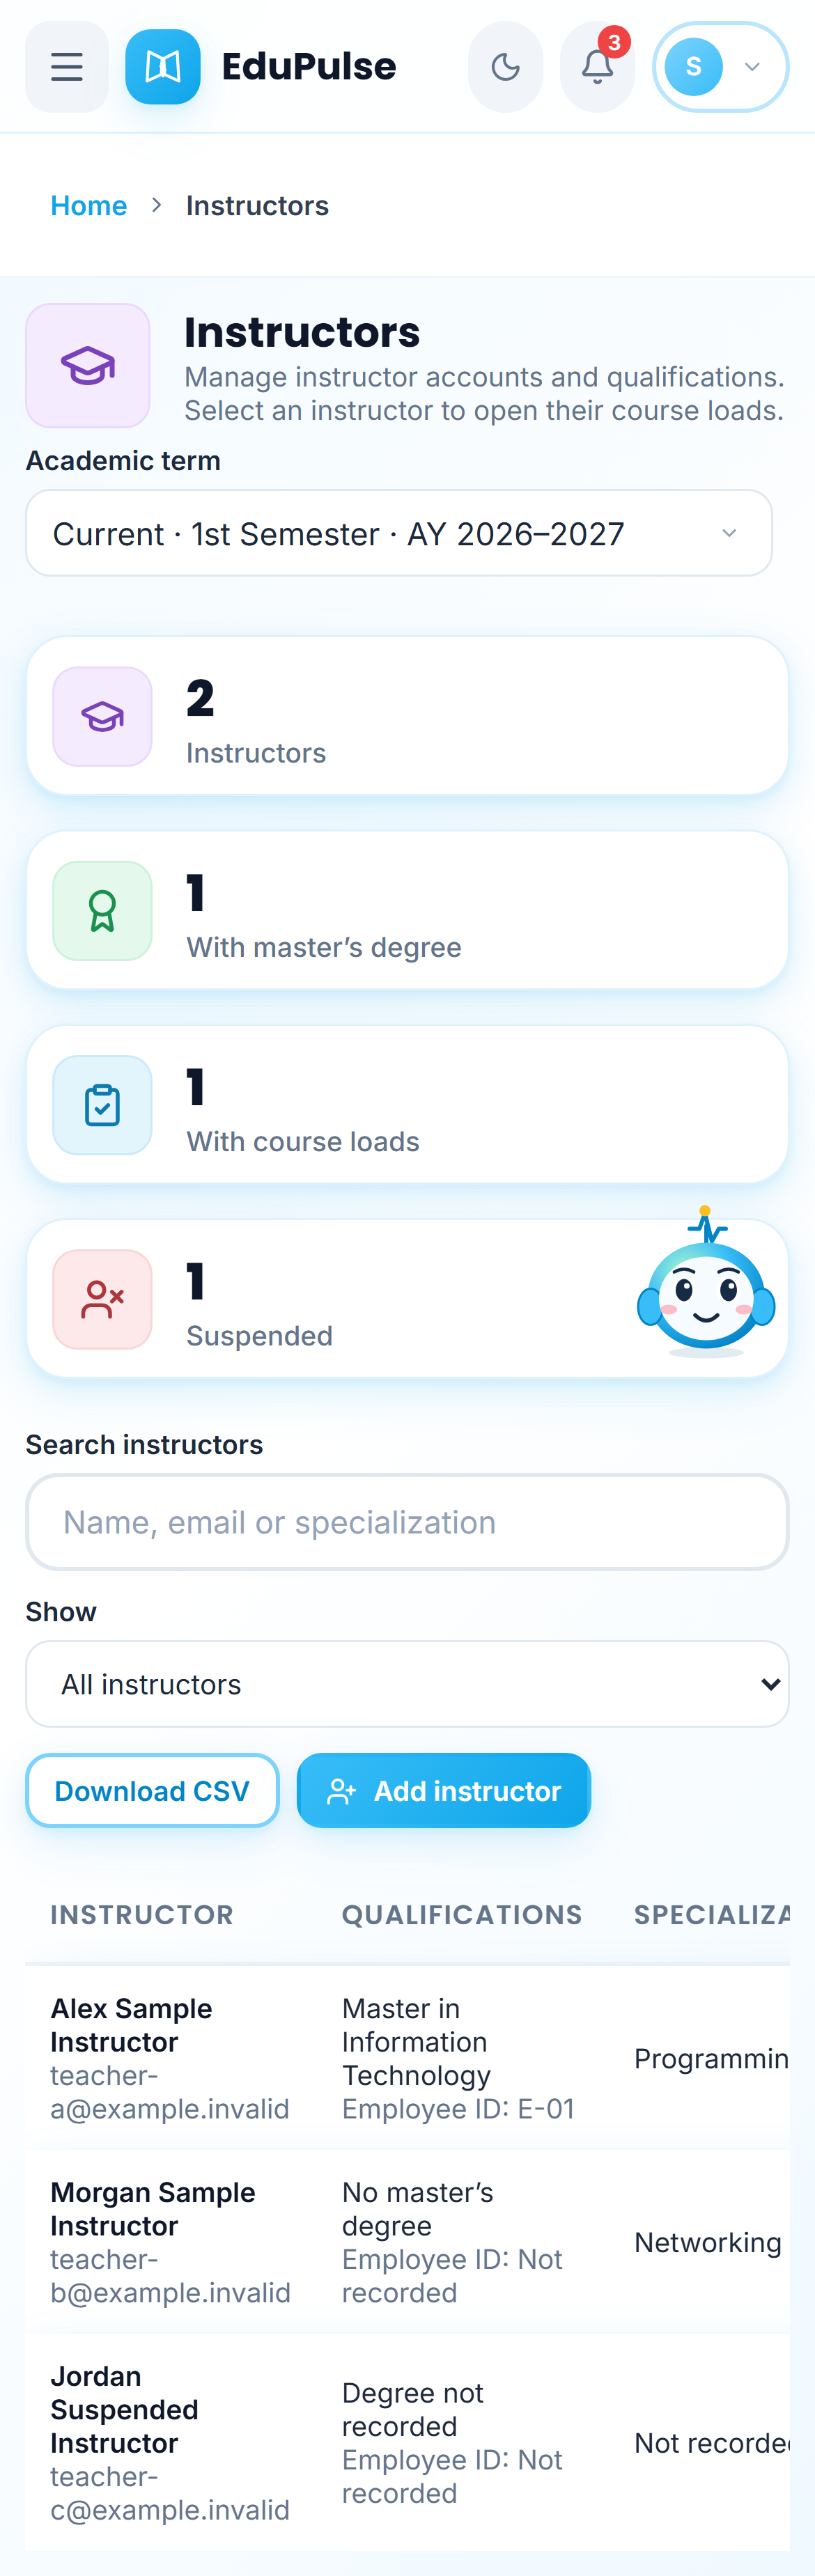 EduPulse
3
S
Home
Instructors
Instructors
Manage instructor accounts and qualifications.
Select an instructor to open their course loads.
Academic term
Current · 1st Semester · AY 2026–2027
2
Instructors
1
With master’s degree
1
With course loads
1
Suspended
Search instructors
Name, email or specialization
Show
All instructors
Download CSV
Add instructor
INSTRUCTOR QUALIFICATIONS SPECIALIZA
Alex Sample
Instructor
teacher-
a@example.invalid
Master in
Information
Technology
Employee ID: E-01
Programmin
Morgan Sample
Instructor
teacher-
b@example.invalid
No master’s
degree
Employee ID: Not
recorded
Networking
Jordan
Suspended
Instructor
teacher-
c@example.invalid
Degree not
recorded
Employee ID: Not
recorded
Not recorded